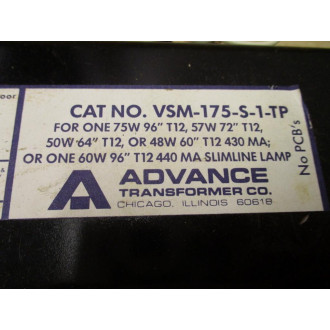 CAT NO. VSM-175-S-1-TP
FOR ONE 75W 96" T12, 57W 72" T12,
50W 64" T12, OR 48W 60" T12 430 MA;
OR ONE 60W 96" T12 440 MA SLIMLINE LAMP
ADVANCE
TRANSFORMER CO.
CHICAGO, ILLINOIS 60618
No PCB's